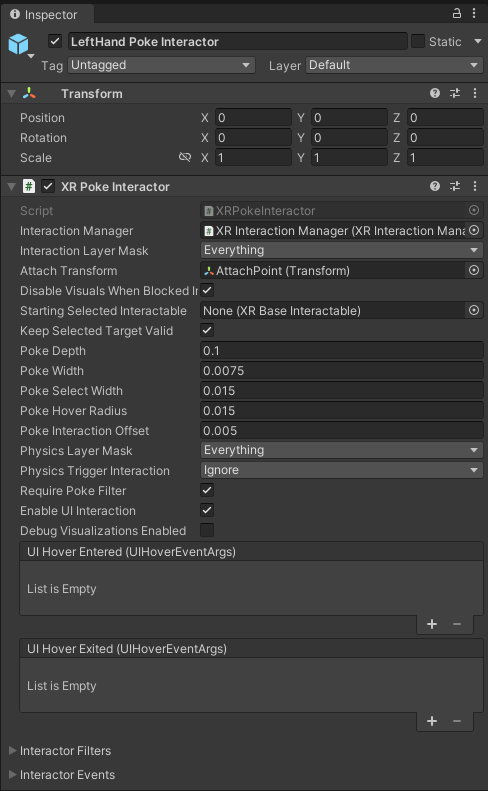 Inspector
LeftHand Poke Interactor Static
Tag Untagged Layer Default
Transform
Position X 0 Y 0 Z 0
Rotation X 0 Y 0 Z 0
Scale X 1 Y 1 Z 1
# XR Poke Interactor
Script # XRPokeInteractor
Interaction Manager # XR Interaction Manager (XR Interaction Mana
Interaction Layer Mask Everything
Attach Transform AttachPoint (Transform)
Disable Visuals When Blocked In
Starting Selected Interactable None (XR Base Interactable)
Keep Selected Target Valid
Poke Depth 0.1
Poke Width 0.0075
Poke Select Width 0.015
Poke Hover Radius 0.015
Poke Interaction Offset 0.005
Physics Layer Mask Everything
Physics Trigger Interaction Ignore
Require Poke Filter
Enable UI Interaction
Debug Visualizations Enabled
UI Hover Entered (UIHoverEventArgs)
List is Empty
+ −
UI Hover Exited (UIHoverEventArgs)
List is Empty
+ −
Interactor Filters
Interactor Events